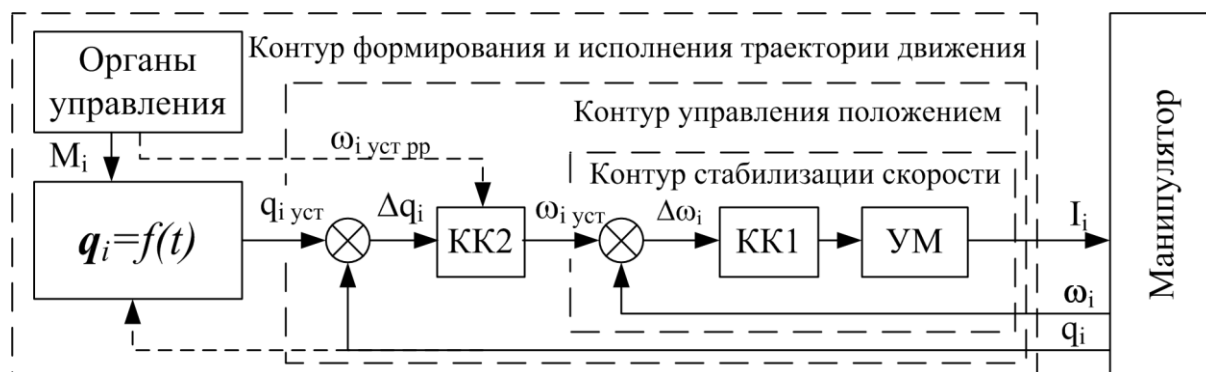 Органы
управления
Контур формирования и исполнения траектории движения
Контур управления положением
Контур стабилизации скорости
Mi
ωi уст рр
qi=f(t)
qi уст
Δqi
КК2
ωi уст
Δωi
КК1
УМ
Ii
ωi
qi
Манипулятор